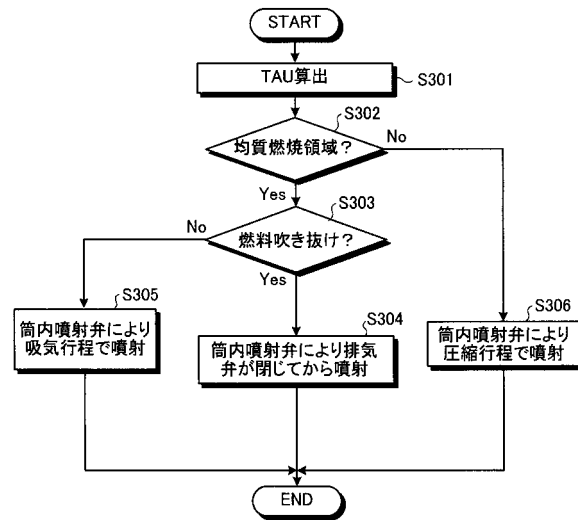 START
TAU算出
S301
S302
均質燃焼領域？
No
Yes
S303
No
燃料吹き抜け？
Yes
S305
筒内噴射弁により
吸気行程で噴射
S304
筒内噴射弁により排気
弁が閉じてから噴射
S306
筒内噴射弁により
圧縮行程で噴射
END